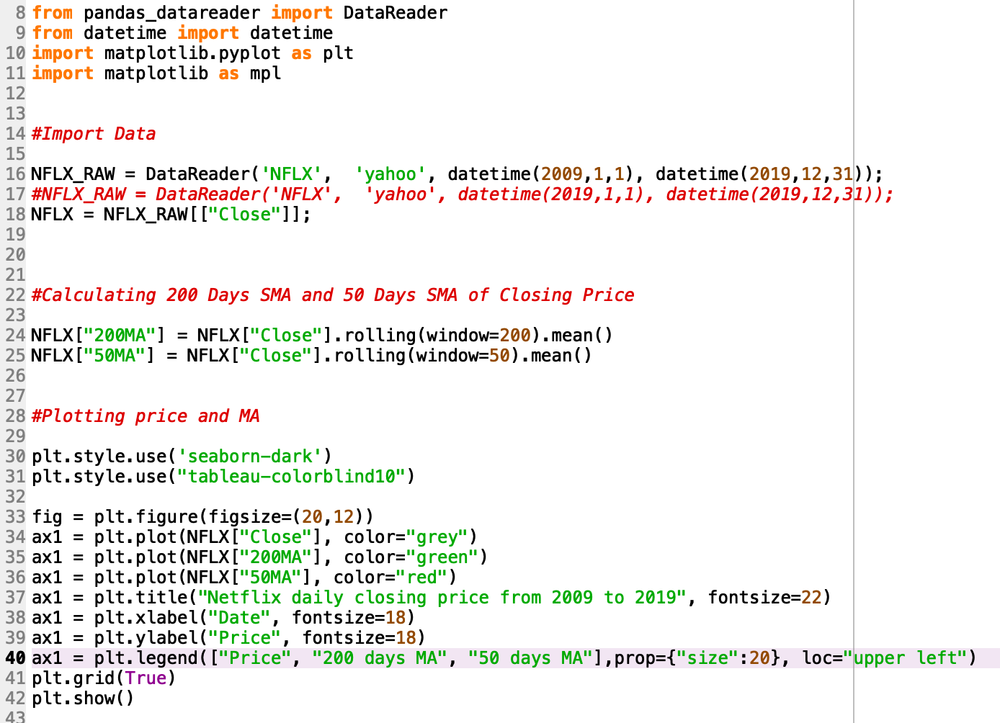 8 from pandas_datareader import DataReader
9 from datetime import datetime
10 import matplotlib.pyplot as plt
11 import matplotlib as mpl
12
13
14 #Import Data
15
16 NFLX_RAW = DataReader('NFLX',  'yahoo', datetime(2009,1,1), datetime(2019,12,31));
17 #NFLX_RAW = DataReader('NFLX',  'yahoo', datetime(2019,1,1), datetime(2019,12,31));
18 NFLX = NFLX_RAW[["Close"]];
19
20
21
22 #Calculating 200 Days SMA and 50 Days SMA of Closing Price
23
24 NFLX["200MA"] = NFLX["Close"].rolling(window=200).mean()
25 NFLX["50MA"] = NFLX["Close"].rolling(window=50).mean()
26
27
28 #Plotting price and MA
29
30 plt.style.use('seaborn-dark')
31 plt.style.use("tableau-colorblind10")
32
33 fig = plt.figure(figsize=(20,12))
34 ax1 = plt.plot(NFLX["Close"], color="grey")
35 ax1 = plt.plot(NFLX["200MA"], color="green")
36 ax1 = plt.plot(NFLX["50MA"], color="red")
37 ax1 = plt.title("Netflix daily closing price from 2009 to 2019", fontsize=22)
38 ax1 = plt.xlabel("Date", fontsize=18)
39 ax1 = plt.ylabel("Price", fontsize=18)
40 ax1 = plt.legend(["Price", "200 days MA", "50 days MA"],prop={"size":20}, loc="upper left")
41 plt.grid(True)
42 plt.show()
43